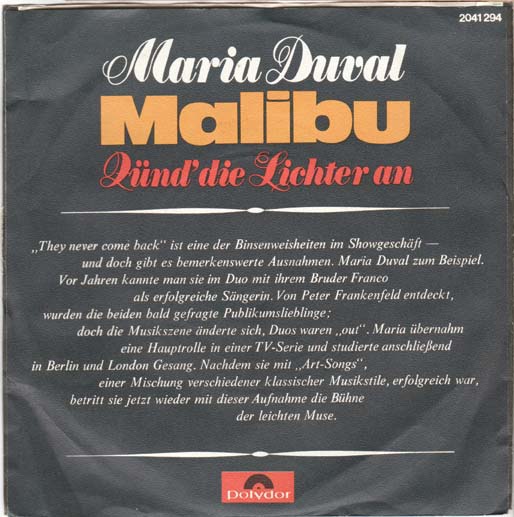 2041 294
Maria Duval
Malibu
Zünd' die Lichter an
„They never come back“ ist eine der Binsenweisheiten im Showgeschäft —
und doch gibt es bemerkenswerte Ausnahmen. Maria Duval zum Beispiel.
Vor Jahren kannte man sie im Duo mit ihrem Bruder Franco
als erfolgreiche Sängerin. Von Peter Frankenfeld entdeckt,
wurden die beiden bald gefragte Publikumslieblinge;
doch die Musikszene änderte sich, Duos waren „out“. Maria übernahm
eine Hauptrolle in einer TV-Serie und studierte anschließend
in Berlin und London Gesang. Nachdem sie mit „Art-Songs“,
einer Mischung verschiedener klassischer Musikstile, erfolgreich war,
betritt sie jetzt wieder mit dieser Aufnahme die Bühne
der leichten Muse.
Polydor